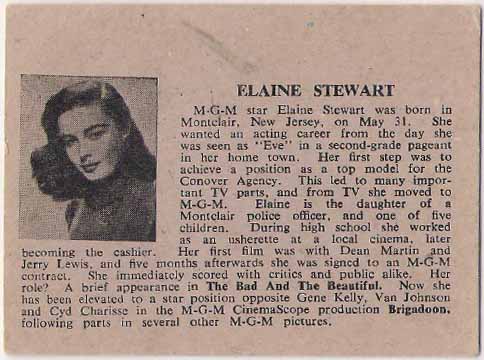 ELAINE STEWART
M-G-M star Elaine Stewart was born in
Montclair, New Jersey, on May 31. She
wanted an acting career from the day she
was seen as "Eve" in a second-grade pageant
in her home town. Her first step was to
achieve a position as a top model for the
Conover Agency. This led to many impor-
tant TV parts, and from TV she moved to
M-G-M. Elaine is the daughter of a
Montclair police officer, and one of five
children. During high school she worked
as an usherette at a local cinema, later
becoming the cashier. Her first film was with Dean Martin and
Jerry Lewis, and five months afterwards she was signed to an M-G-M
contract. She immediately scored with critics and public alike. Her
role? A brief appearance in The Bad And The Beautiful. Now she
has been elevated to a star position opposite Gene Kelly, Van Johnson
and Cyd Charisse in the M-G-M CinemaScope production Brigadoon,
following parts in several other M-G-M pictures.